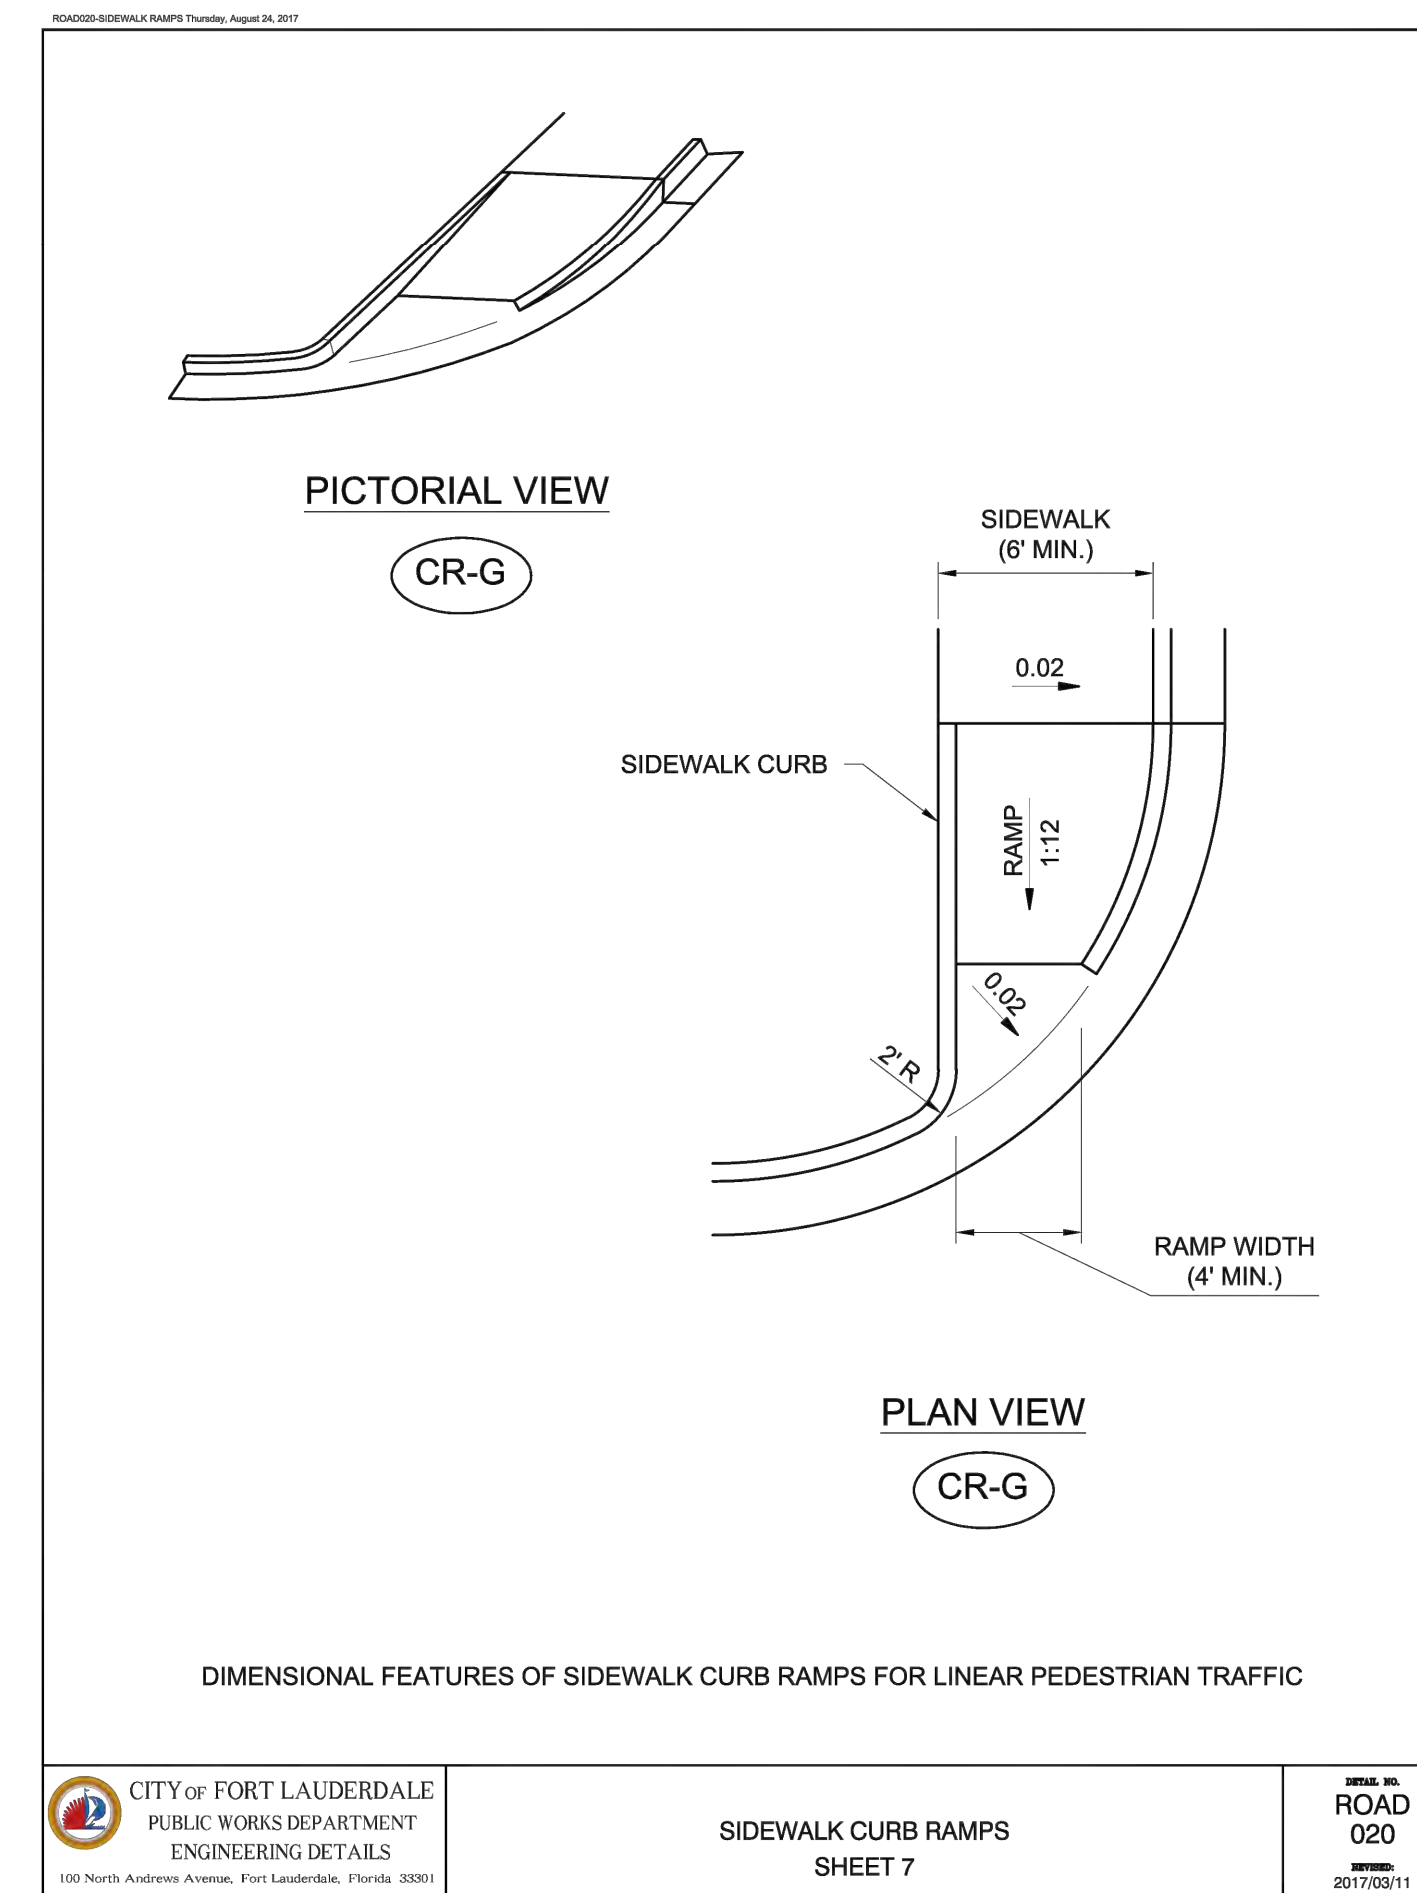 ROAD020-SIDEWALK RAMPS Thursday, August 24, 2017
PICTORIAL VIEW
CR-G
SIDEWALK
(6' MIN.)
0.02
SIDEWALK CURB
RAMP
1:12
0.02
2' R
RAMP WIDTH
(4' MIN.)
PLAN VIEW
CR-G
DIMENSIONAL FEATURES OF SIDEWALK CURB RAMPS FOR LINEAR PEDESTRIAN TRAFFIC
CITY OF FORT LAUDERDALE
PUBLIC WORKS DEPARTMENT
ENGINEERING DETAILS
100 North Andrews Avenue, Fort Lauderdale, Florida 33301
SIDEWALK CURB RAMPS
SHEET 7
DETAIL NO.
ROAD
020
REVISED:
2017/03/11